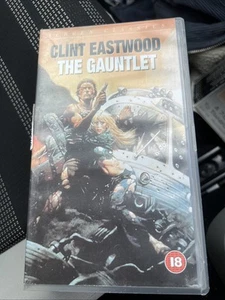 CLINT EASTWOOD
THE GAUNTLET
18